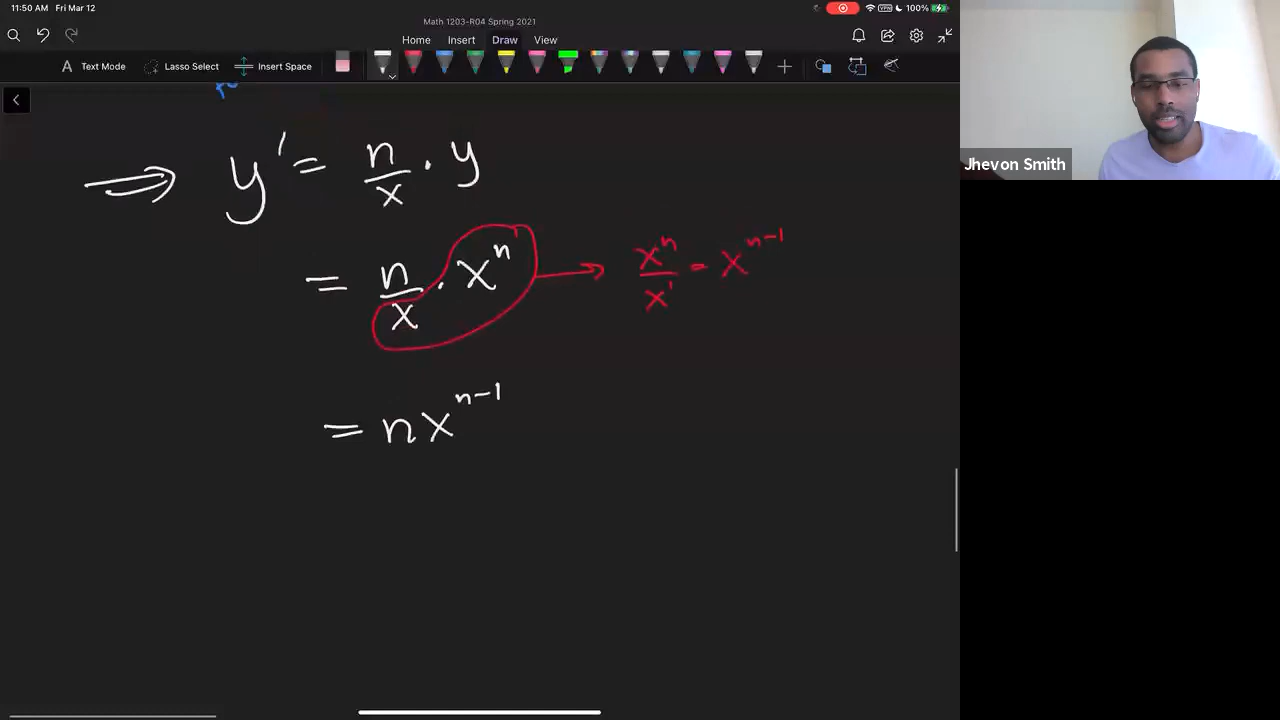 11:50 AM Fri Mar 12
100%
Math 1203-R04 Spring 2021
Home Insert Draw View
A Text Mode Lasso Select Insert Space
Jhevon Smith
⟹ y' = n/x · y
= n/x · x^n → x^n/x^1 = x^{n-1}
= nx^{n-1}